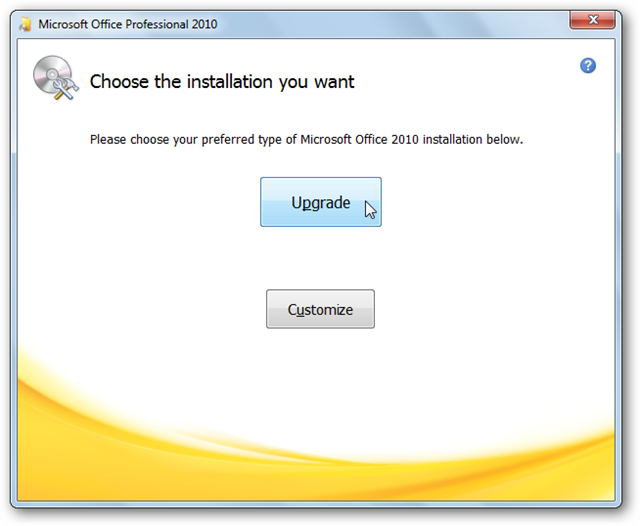 Microsoft Office Professional 2010
Choose the installation you want
?
Please choose your preferred type of Microsoft Office 2010 installation below.
Upgrade
Customize